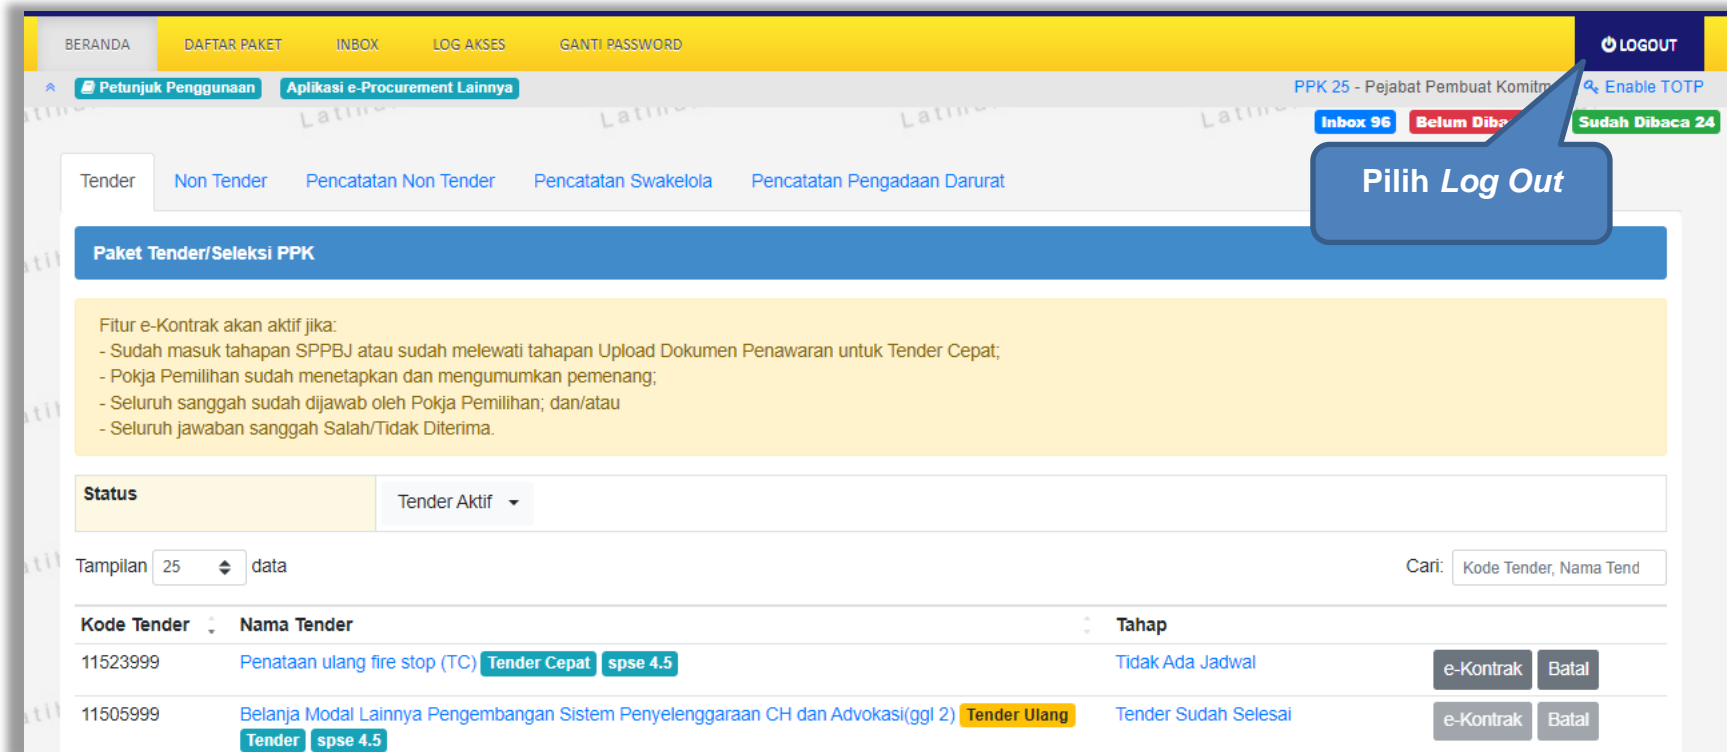 BERANDA DAFTAR PAKET INBOX LOG AKSES GANTI PASSWORD LOGOUT
Petunjuk Penggunaan Aplikasi e-Procurement Lainnya PPK 25 - Pejabat Pembuat Enable TOTP
Inbox 96 Belum Sudah Dibaca 24
Tender Non Tender Pencatatan Non Tender Pencatatan Swakelola Pencatatan Pengadaan Darurat
Pilih Log Out
Paket Tender/Seleksi PPK
Fitur e-Kontrak akan aktif jika:
- Sudah masuk tahapan SPPBJ atau sudah melewati tahapan Upload Dokumen Penawaran untuk Tender Cepat;
- Pokja Pemilihan sudah menetapkan dan mengumumkan pemenang;
- Seluruh sanggah sudah dijawab oleh Pokja Pemilihan; dan/atau
- Seluruh jawaban sanggah Salah/Tidak Diterima.
Status Tender Aktif
Tampilan 25 data Cari: Kode Tender, Nama Tend
Kode Tender Nama Tender Tahap
11523999 Penataan ulang fire stop (TC) Tender Cepat spse 4.5 Tidak Ada Jadwal e-Kontrak Batal
11505999 Belanja Modal Lainnya Pengembangan Sistem Penyelenggaraan CH dan Advokasi(ggl 2) Tender Ulang Tender Sudah Selesai e-Kontrak Batal
Tender spse 4.5